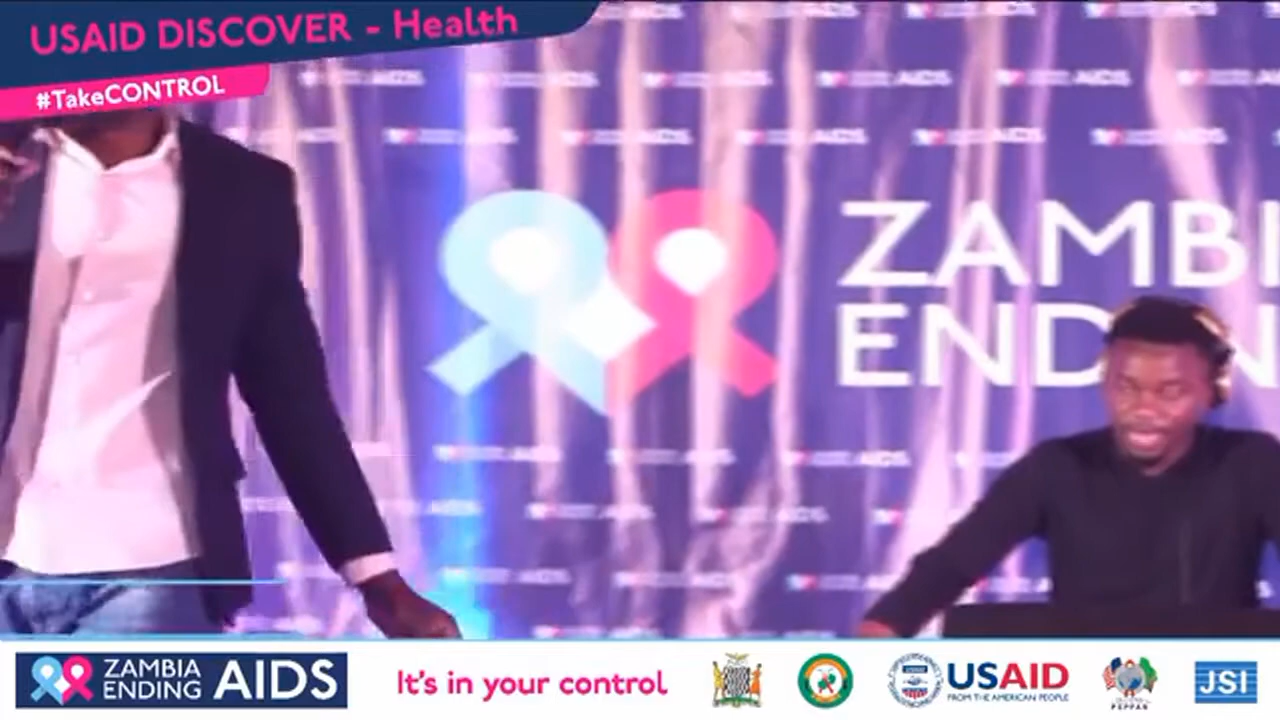 USAID DISCOVER - Health
#TakeCONTROL
ZAMBI
END
ZAMBIA
ENDING AIDS
It's in your control
USAID
FROM THE AMERICAN PEOPLE
PEPFAR
JSI